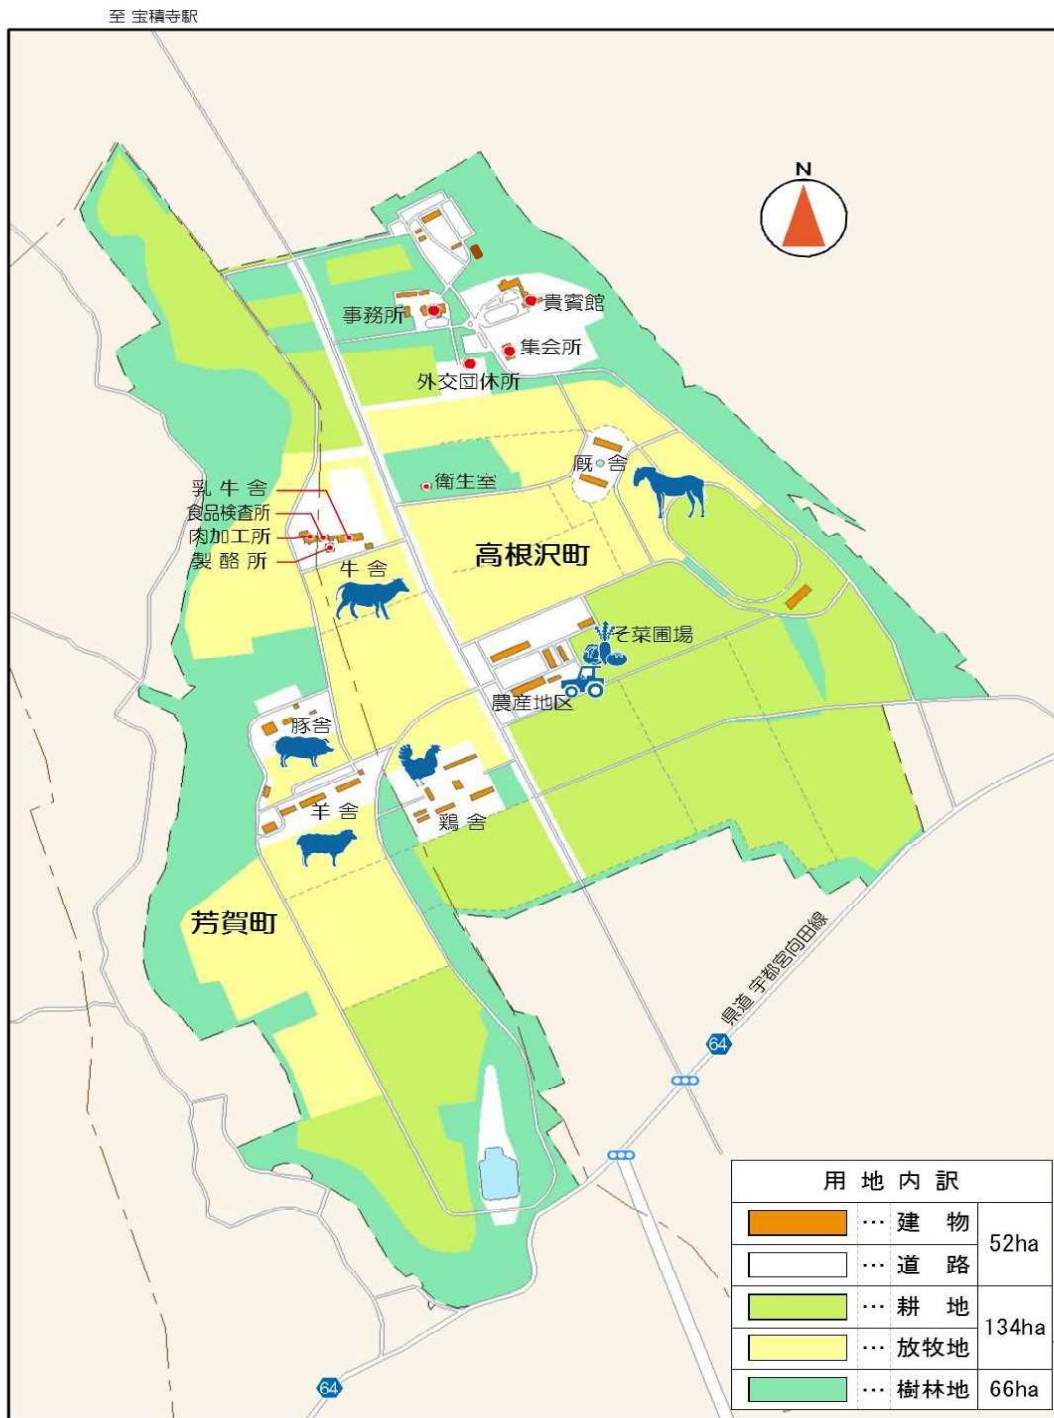 至 宝積寺駅
N
事務所
貴賓館
集会所
外交団休所
厩 舎
衛生室
乳 牛 舎
食品検査所
肉加工所
製 酪 所
高根沢町
牛 舎
そ菜圃場
農産地区
豚舎
羊 舎
鶏 舎
芳賀町
県道 宇都宮向田線
64
64
用 地 内 訳
… 建 物
52ha
… 道 路
… 耕 地
134ha
… 放牧地
… 樹林地 66ha